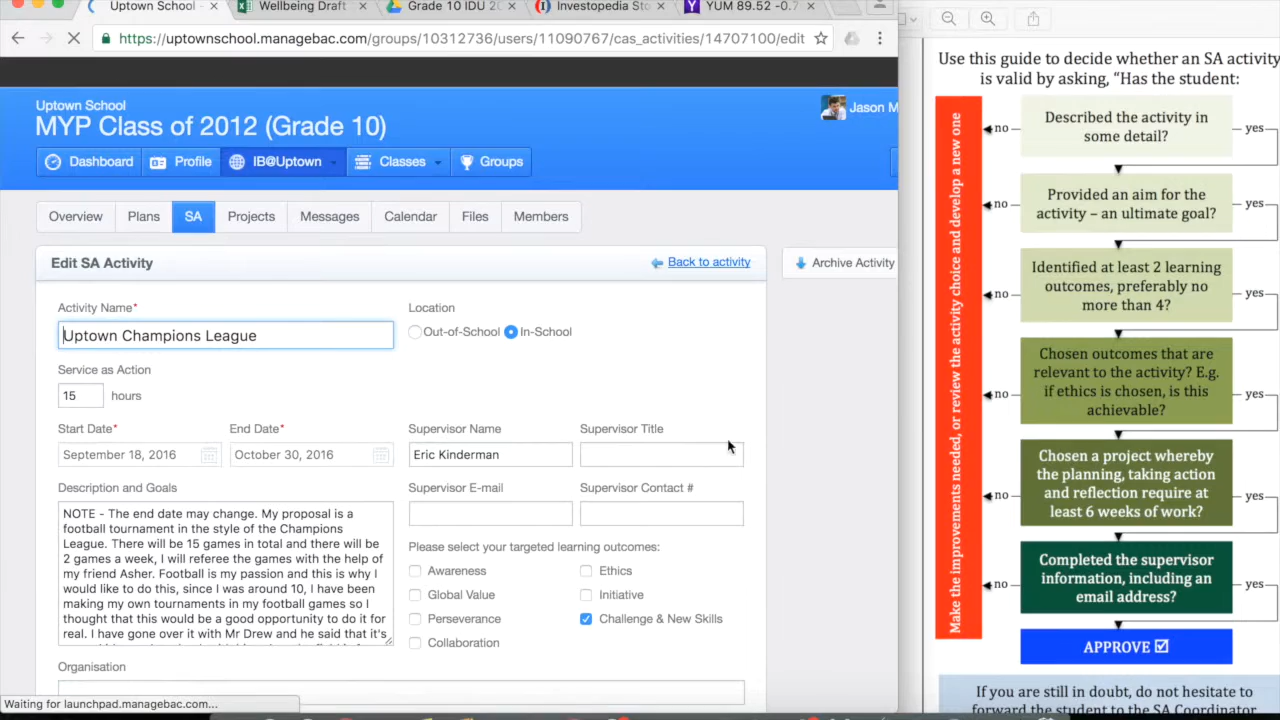 Uptown School -
Wellbeing Draft
Grade 10 IDU 20
Investopedia Sto
YUM 89.52 -0.7
https://uptownschool.managebac.com/groups/10312736/users/11090767/cas_activities/14707100/edit
Uptown School
MYP Class of 2012 (Grade 10)
Jason M
Dashboard
Profile
IB@Uptown
Classes
Groups
Overview
Plans
SA
Projects
Messages
Calendar
Files
Members
Edit SA Activity
Back to activity
Archive Activity
Activity Name*
Uptown Champions League
Location
Out-of-School
In-School
Service as Action
15
hours
Start Date*
End Date*
Supervisor Name
Supervisor Title
September 18, 2016
October 30, 2016
Eric Kinderman
Description and Goals
Supervisor E-mail
Supervisor Contact #
NOTE - The end date may change. My proposal is a
football tournament in the style of the Champions
League. There will be 15 games in total and there will be
2 games a week, I will referee the games with the help of
my friend Asher. Football is my passion and this is why I
would like to do this, since I was around 10, I have been
making my own tournaments in my football games so I
thought that this would be a good opportunity to do it for
real. I have gone over it with Mr Drew and he said that it's
Please select your targeted learning outcomes:
Awareness
Ethics
Global Value
Initiative
Perseverance
Challenge & New Skills
Collaboration
Organisation
Waiting for launchpad.managebac.com...
Use this guide to decide whether an SA activity
is valid by asking, “Has the student:
Make the improvements needed, or review the activity choice and develop a new one
Described the activity in
some detail?
no
yes
Provided an aim for the
activity – an ultimate goal?
no
yes
Identified at least 2 learning
outcomes, preferably no
more than 4?
no
yes
Chosen outcomes that are
relevant to the activity? E.g.
if ethics is chosen, is this
achievable?
no
yes
Chosen a project whereby
the planning, taking action
and reflection require at
least 6 weeks of work?
no
yes
Completed the supervisor
information, including an
email address?
no
yes
APPROVE ☑
If you are still in doubt, do not hesitate to
forward the student to the SA Coordinator